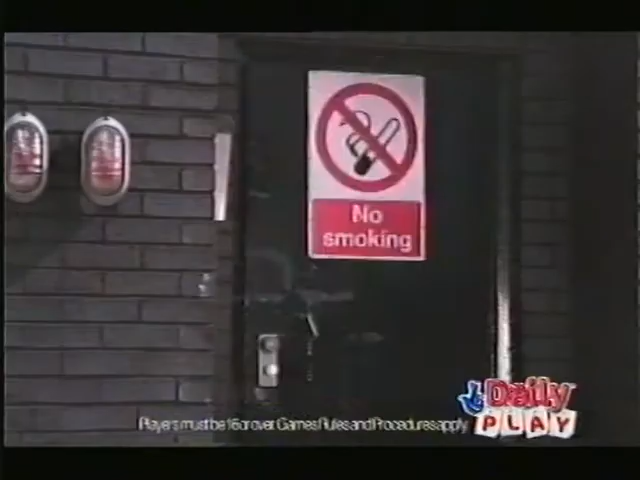 No
smoking
Players must be 16 or over. Games Rules and Procedures apply.
Daily
PLAY